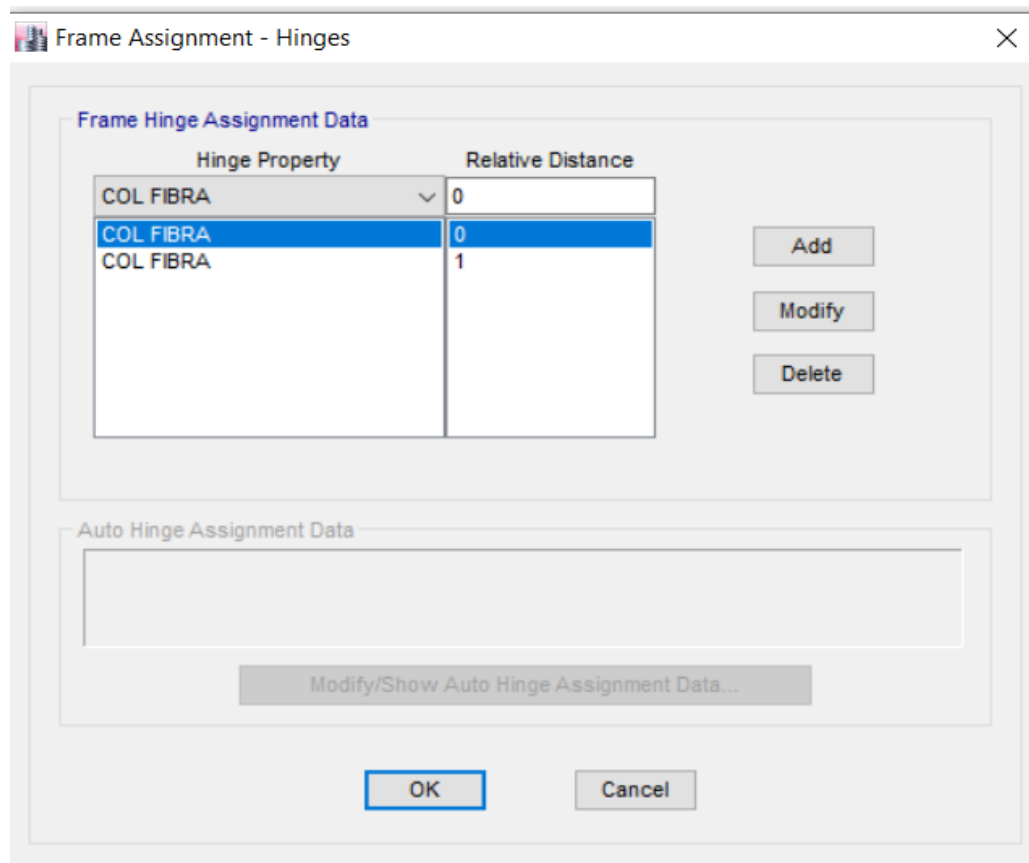 Frame Assignment - Hinges
Frame Hinge Assignment Data
Hinge Property Relative Distance
COL FIBRA 0
COL FIBRA 0
COL FIBRA 1
Add
Modify
Delete
Auto Hinge Assignment Data
Modify/Show Auto Hinge Assignment Data...
OK Cancel